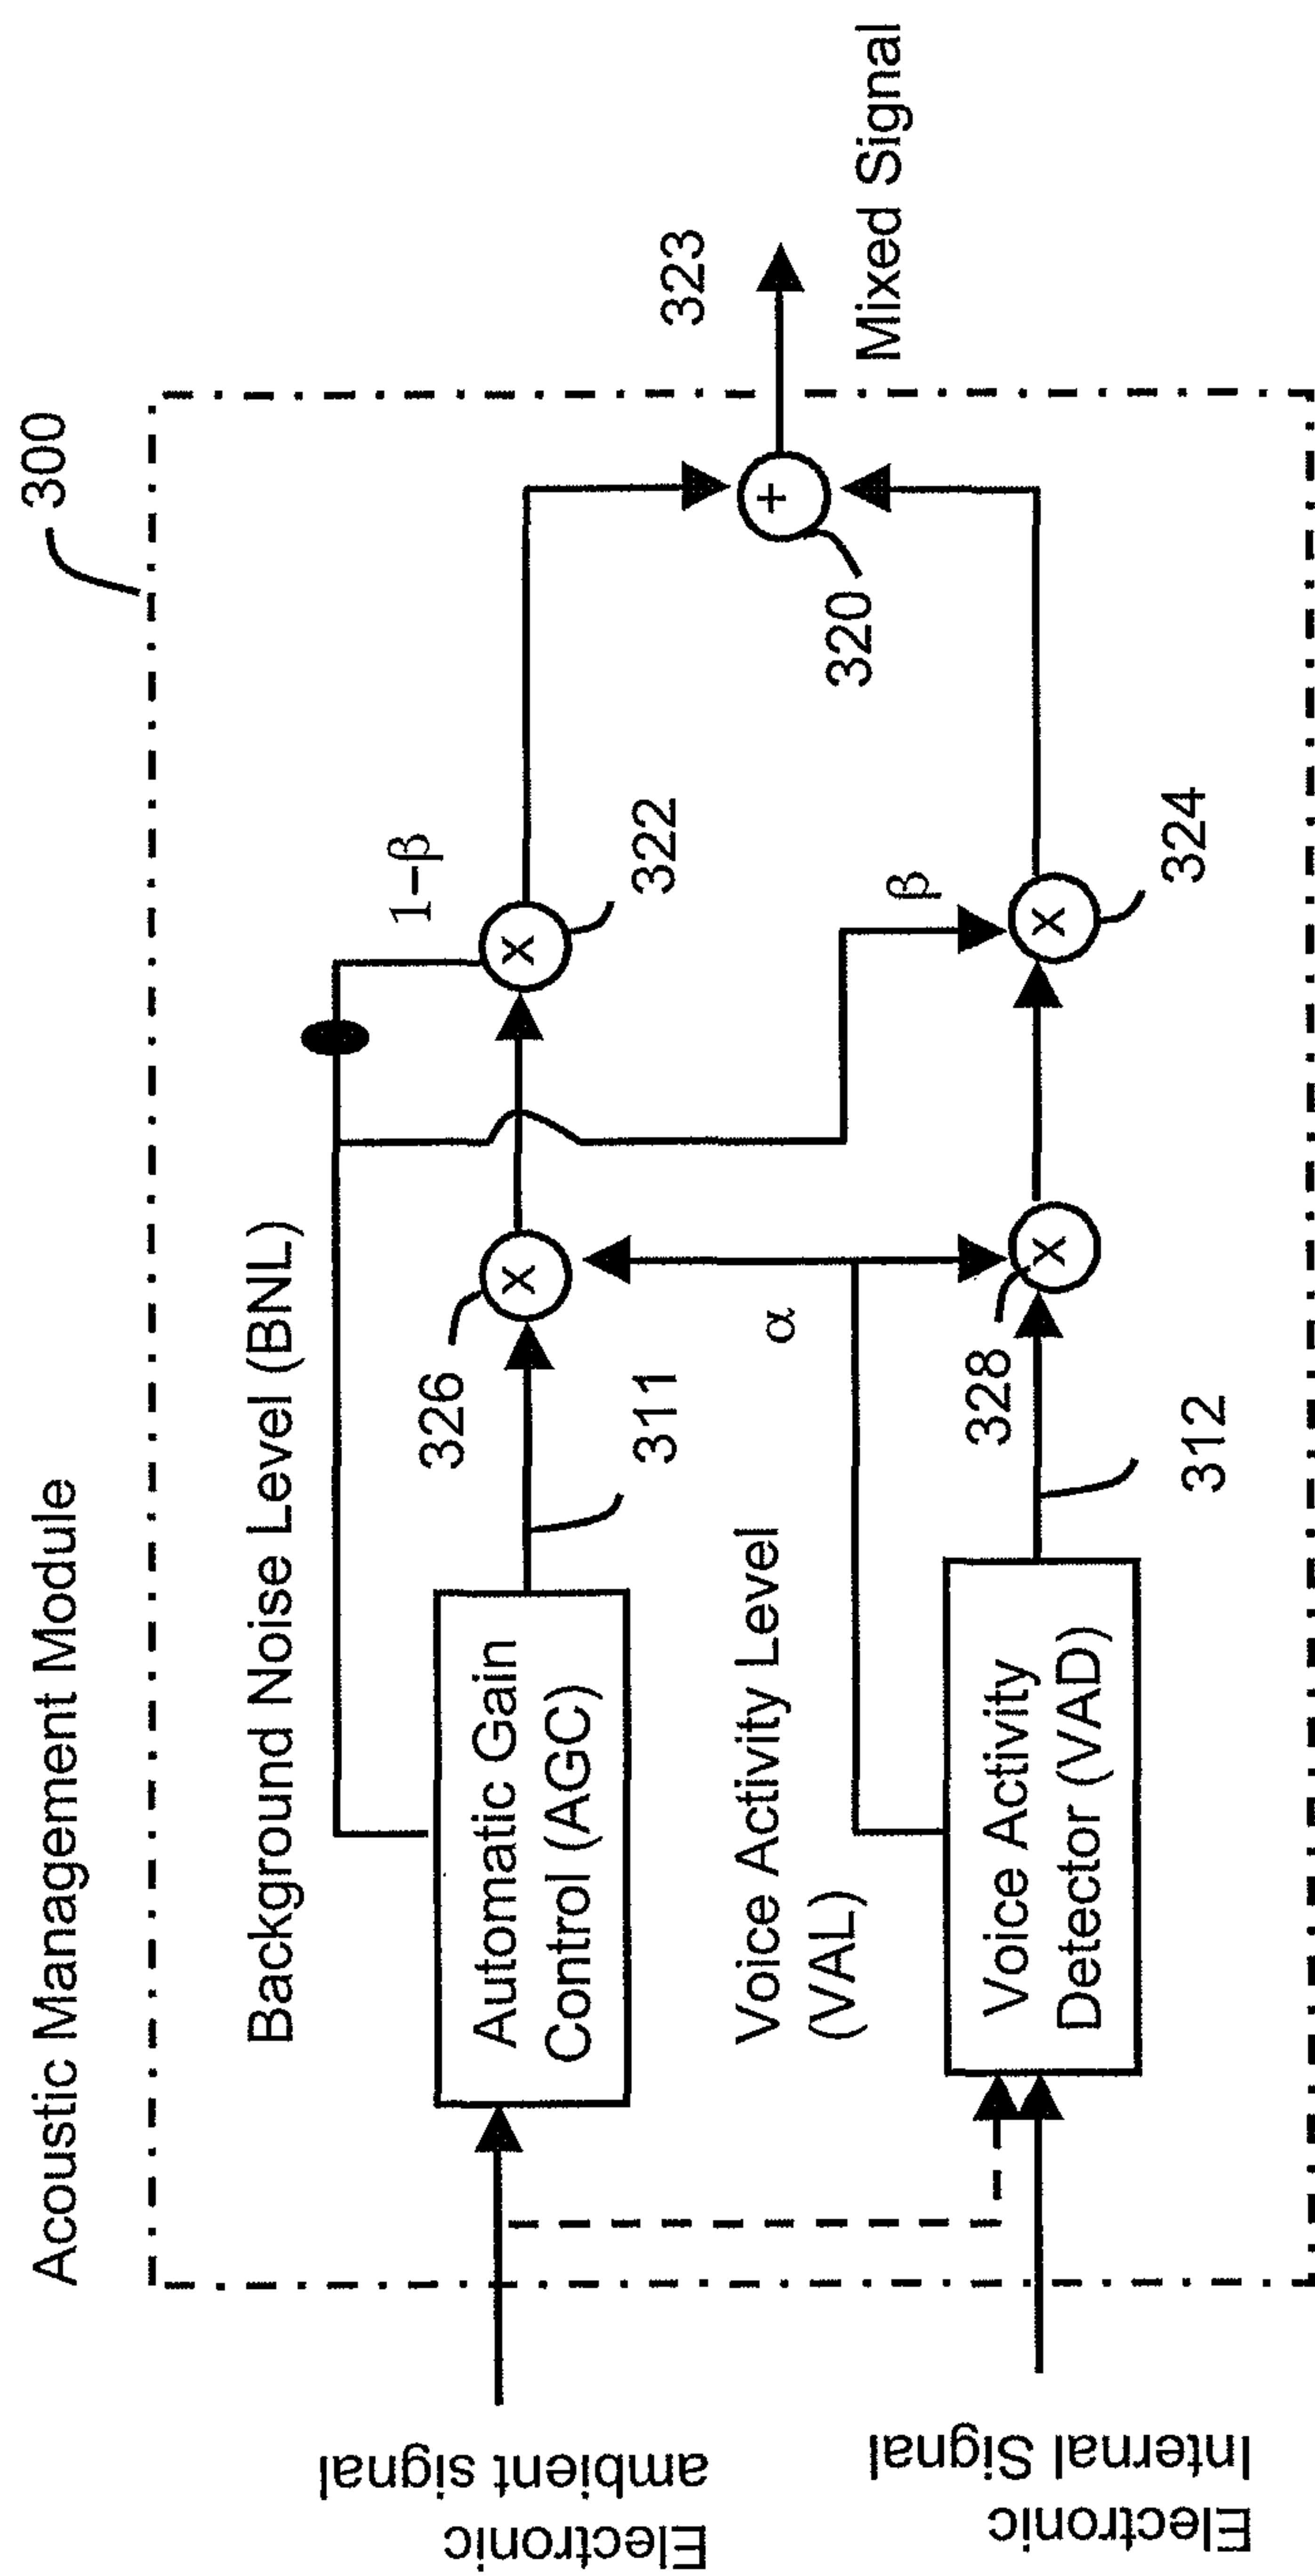 Acoustic Management Module
300
Background Noise Level (BNL)
1−β
Automatic Gain
Control (AGC)
326
311
X
X
322
323
Mixed Signal
+
320
Voice Activity Level
(VAL)
α
β
Voice Activity
Detector (VAD)
328
312
X
X
324
Electronic
ambient signal
Electronic
Internal Signal